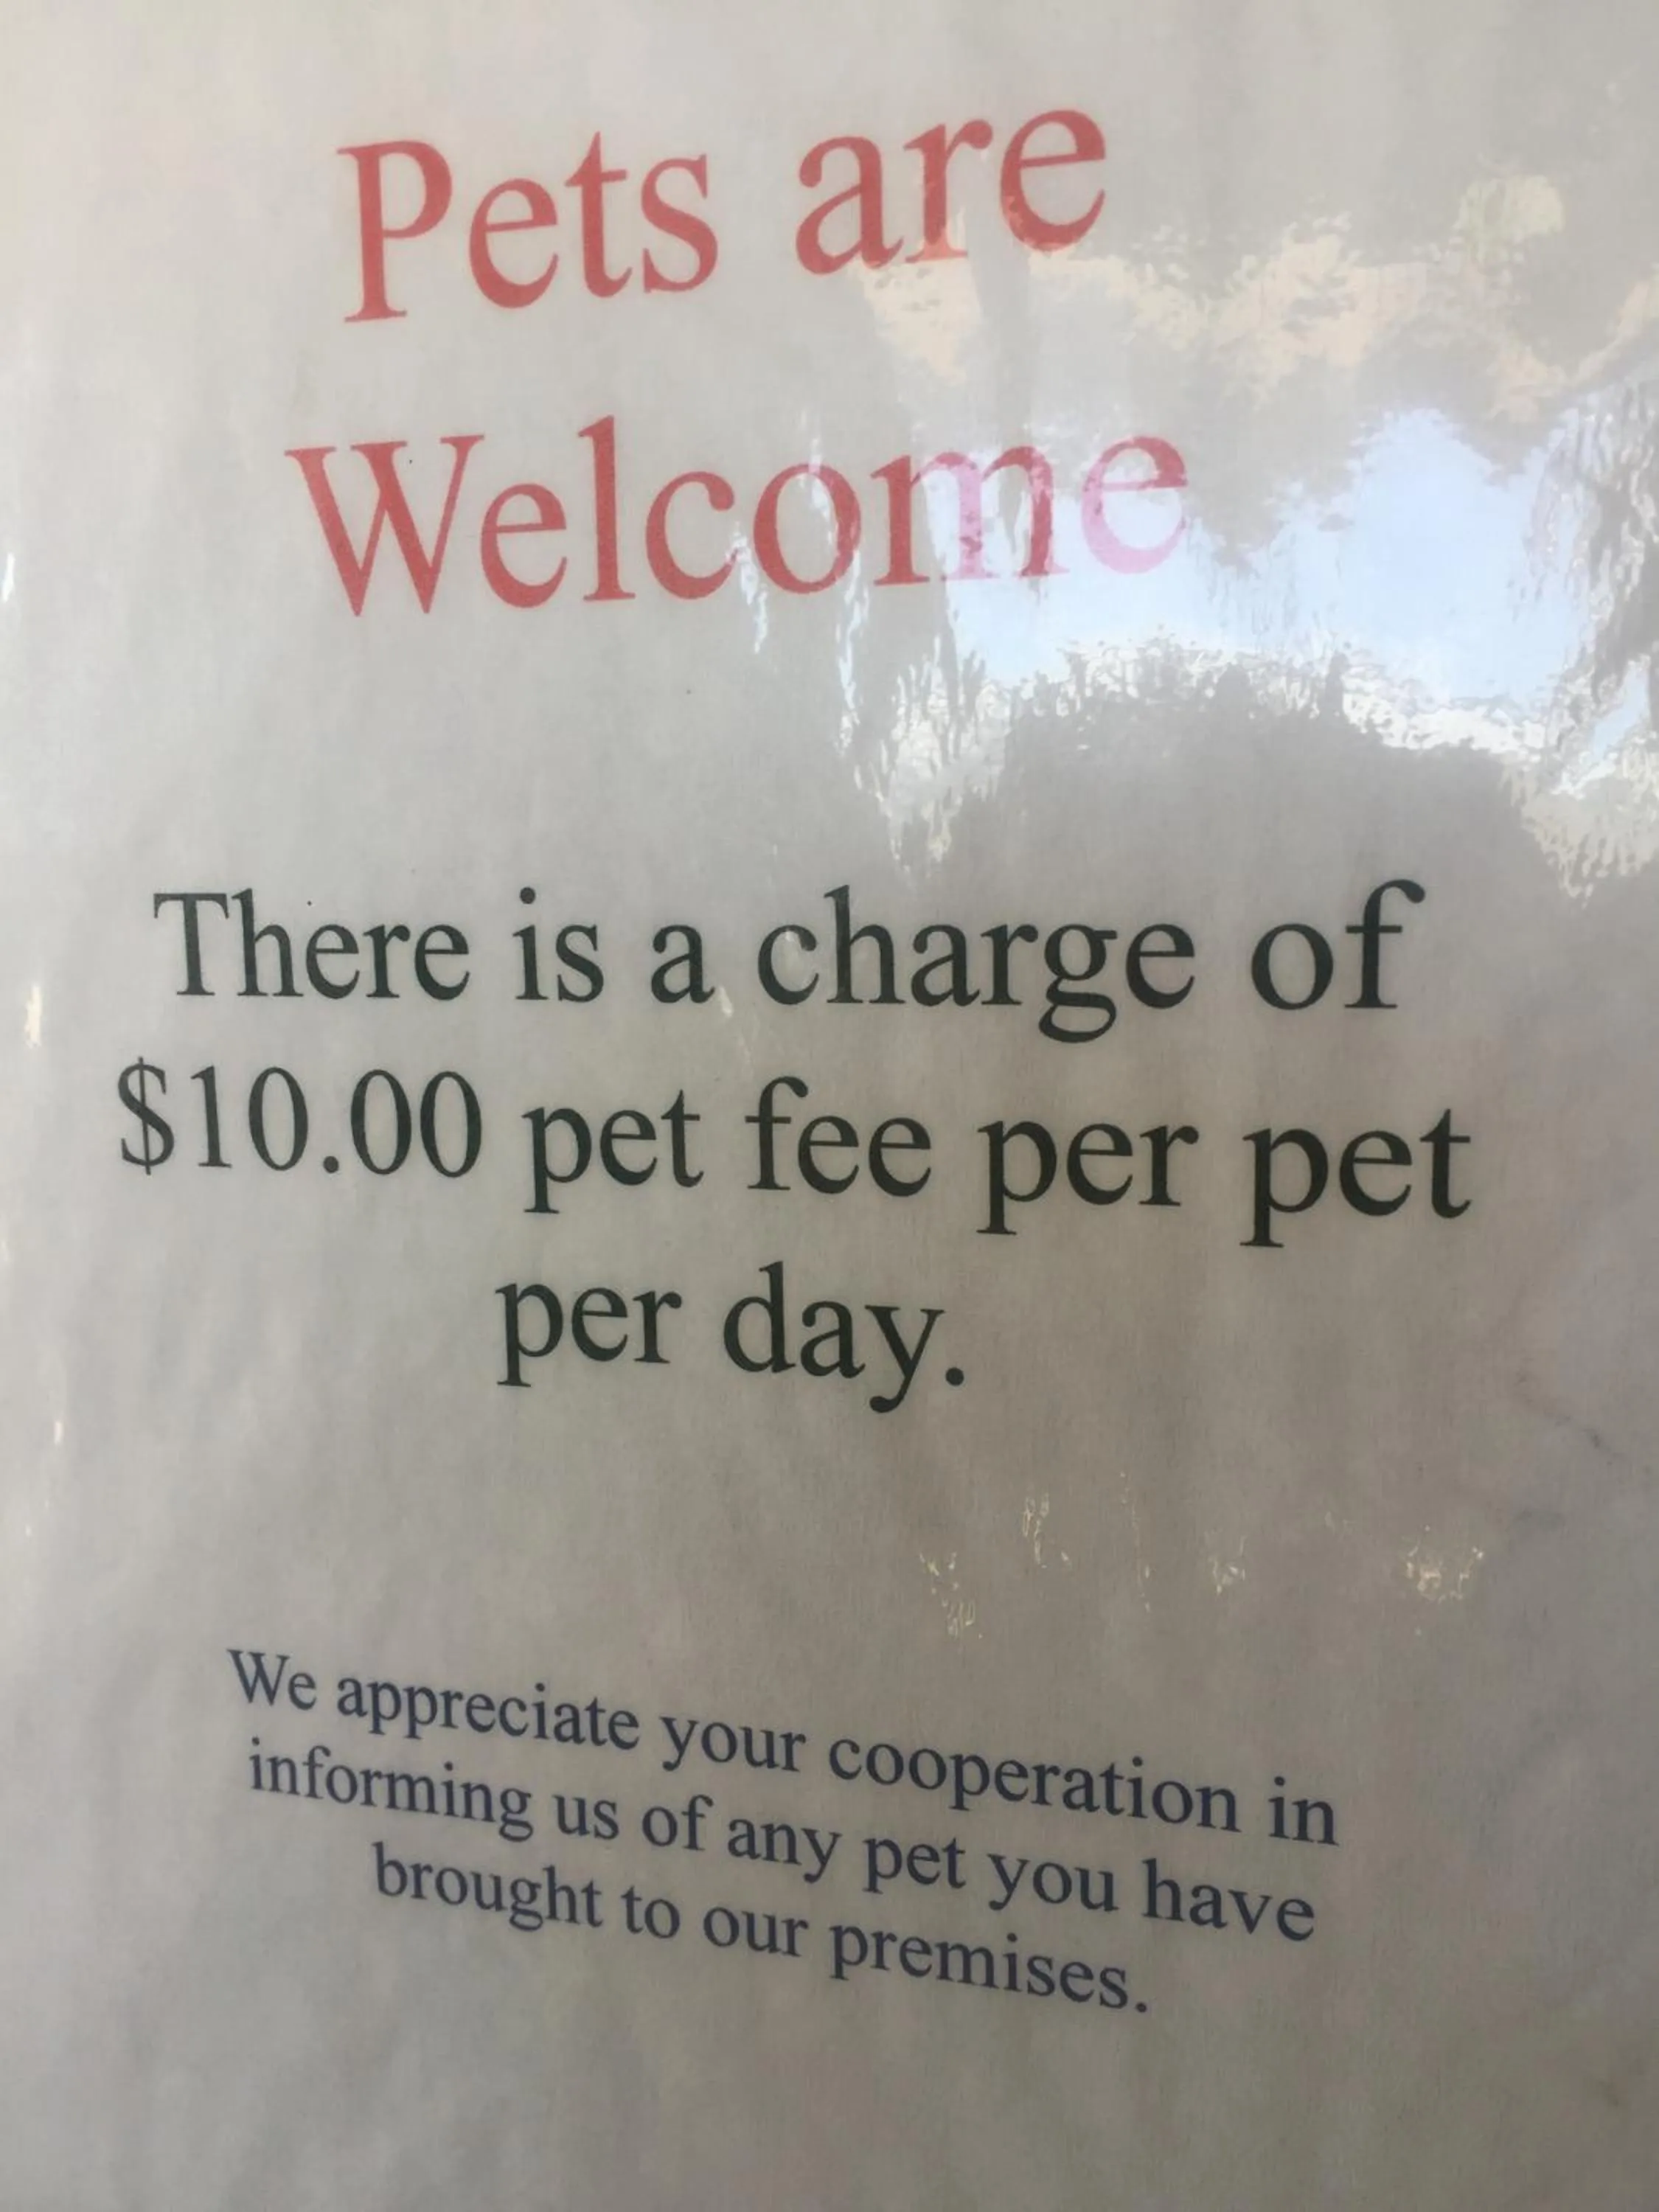 Pets are
Welcome
There is a charge of
$10.00 pet fee per pet
per day.
We appreciate your cooperation in
informing us of any pet you have
brought to our premises.